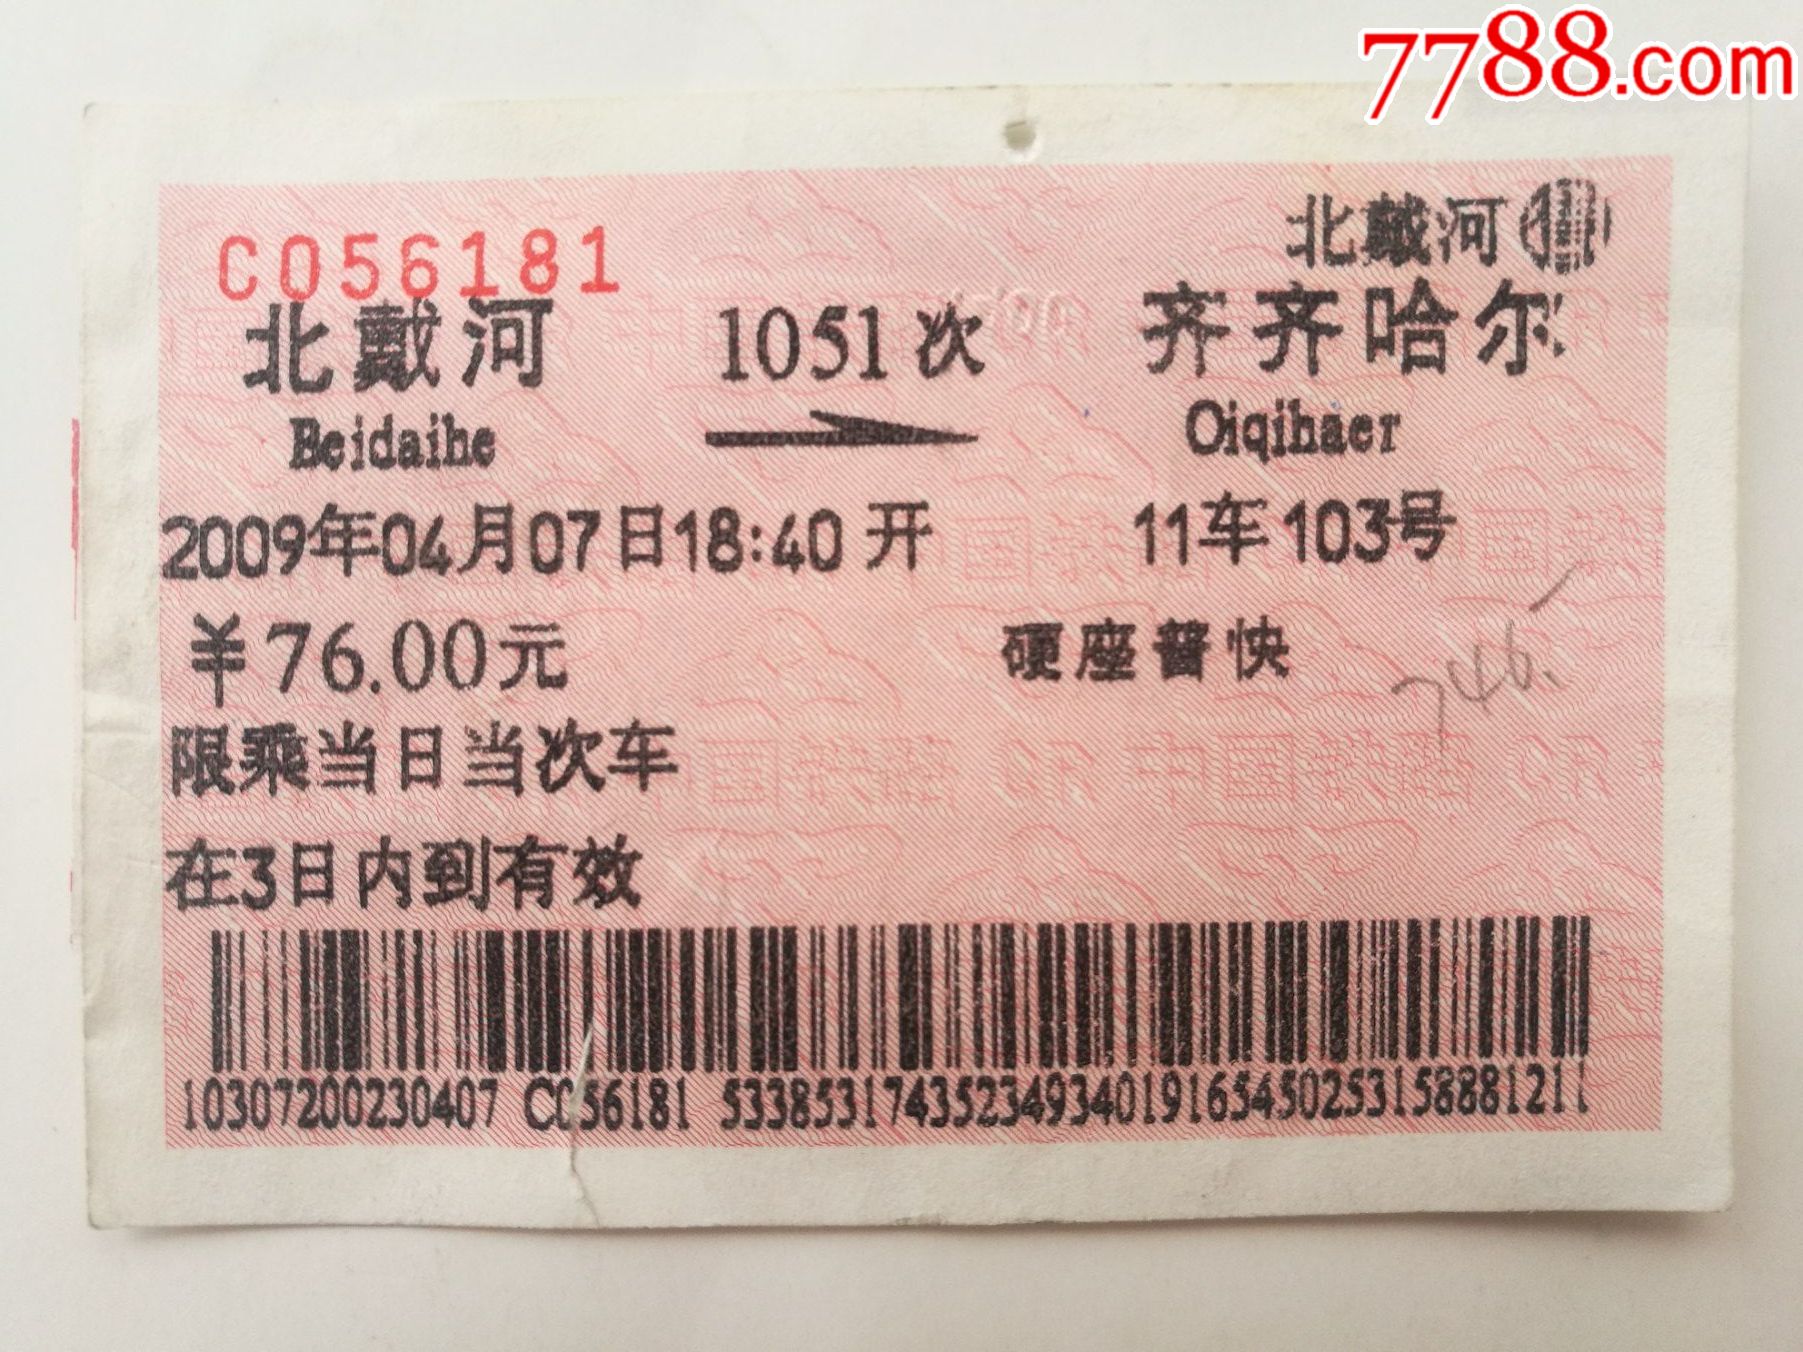 7788.com
C056181
北戴河 售
北戴河 1051次 齐齐哈尔
Beidaihe Qiqihaer
2009年04月07日18:40开 11车103号
¥76.00元 硬座普快
746.
限乘当日当次车
在3日内到有效
10307200230407 C056181 5338531743523493401916545025315888121